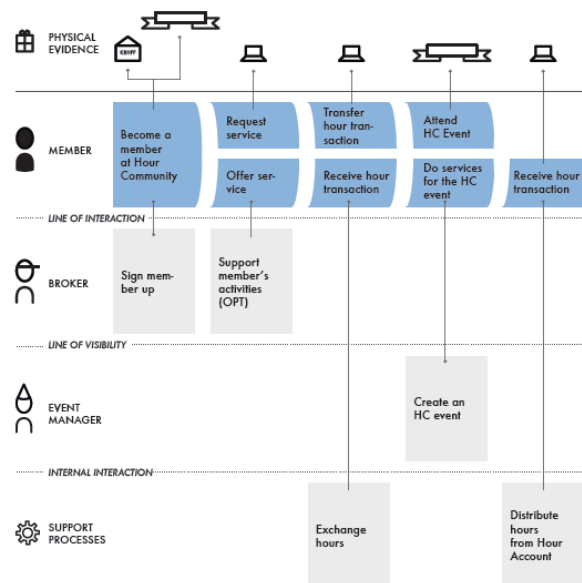 PHYSICAL
EVIDENCE
MEMBER
Become a
member
at Hour
Community
Request
service
Offer ser-
vice
Transfer
hour tran-
saction
Receive hour
transaction
Attend
HC Event
Do services
for the HC
event
Receive hour
transaction
LINE OF INTERACTION
BROKER
Sign mem-
ber up
Support
member's
activities
(OPT)
LINE OF VISIBILITY
EVENT
MANAGER
Create an
HC event
INTERNAL INTERACTION
SUPPORT
PROCESSES
Exchange
hours
Distribute
hours
from Hour
Account